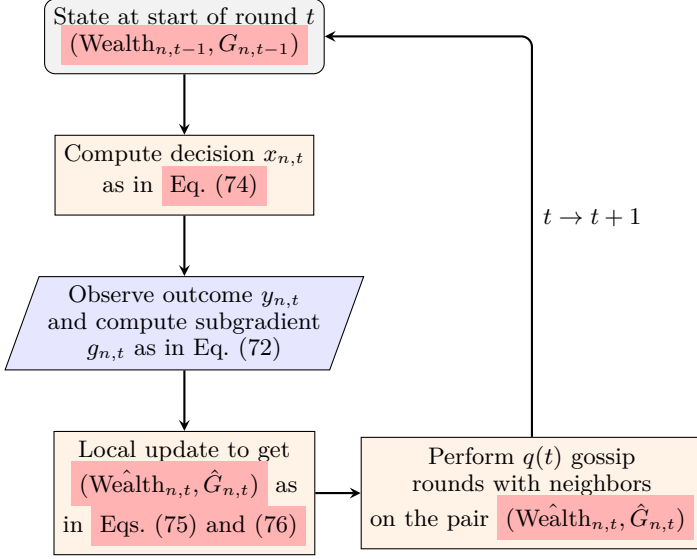 State at start of round t
(Wealth_{n,t−1}, G_{n,t−1})
Compute decision x_{n,t}
as in Eq. (74)
Observe outcome y_{n,t}
and compute subgradient
g_{n,t} as in Eq. (72)
Local update to get
(Weâlth_{n,t}, Ĝ_{n,t}) as
in Eqs. (75) and (76)
Perform q(t) gossip
rounds with neighbors
on the pair (Weâlth_{n,t}, Ĝ_{n,t})
t → t + 1